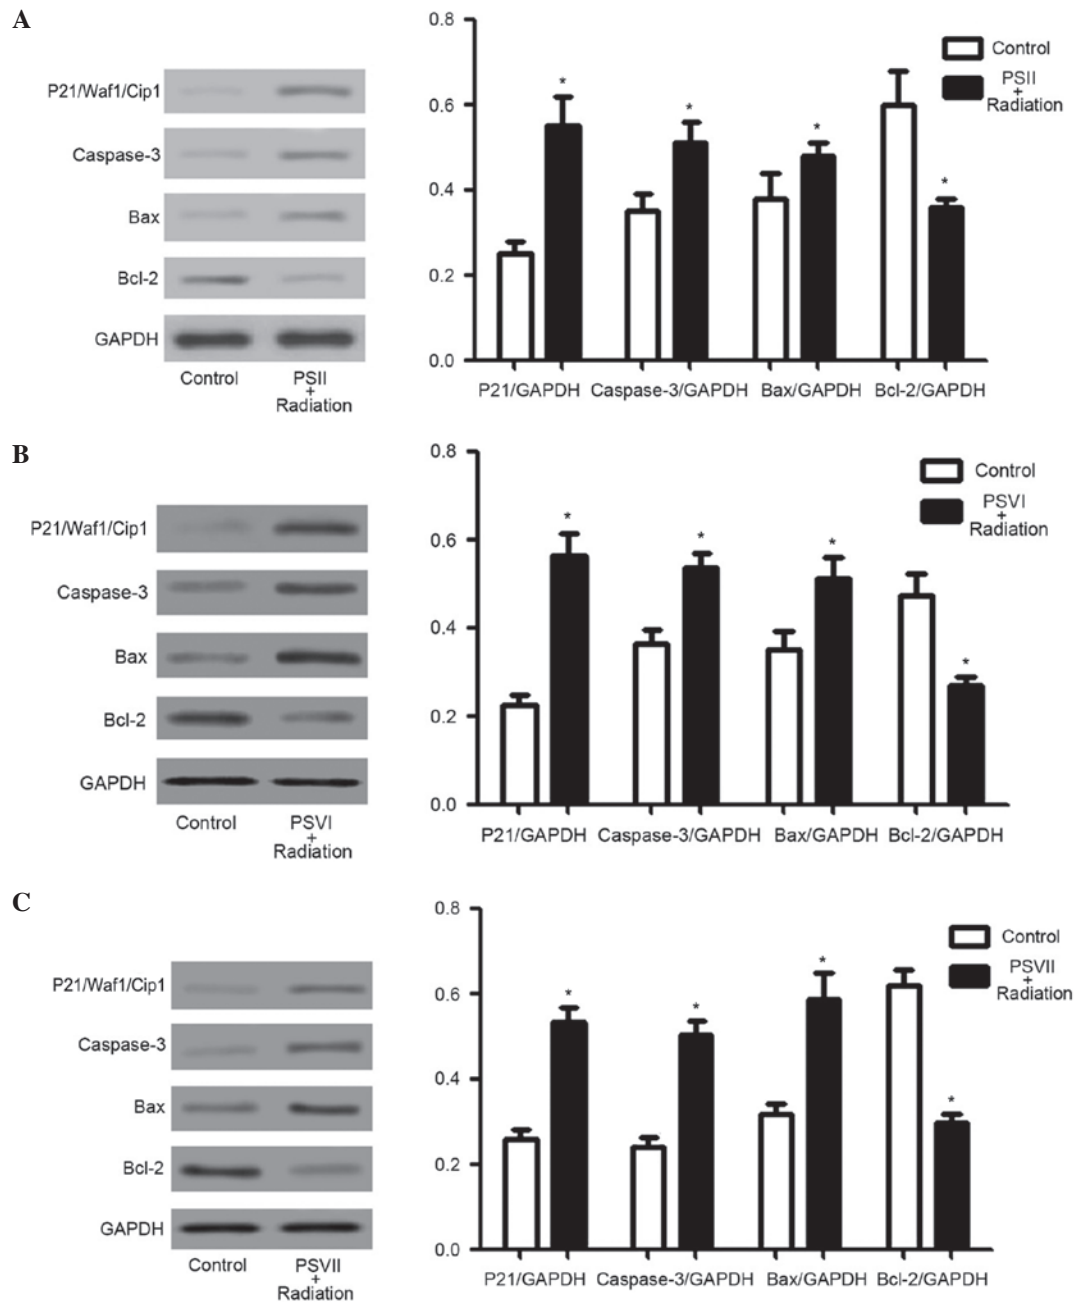 A
P21/Waf1/Cip1
Caspase-3
Bax
Bcl-2
GAPDH
Control
PSII
+
Radiation
0.8
0.6
0.4
0.2
0.0
*
*
*
*
P21/GAPDH
Caspase-3/GAPDH
Bax/GAPDH
Bcl-2/GAPDH
Control
PSII
+
Radiation
B
P21/Waf1/Cip1
Caspase-3
Bax
Bcl-2
GAPDH
Control
PSVI
+
Radiation
0.8
0.6
0.4
0.2
0.0
*
*
*
*
P21/GAPDH
Caspase-3/GAPDH
Bax/GAPDH
Bcl-2/GAPDH
Control
PSVI
+
Radiation
C
P21/Waf1/Cip1
Caspase-3
Bax
Bcl-2
GAPDH
Control
PSVII
+
Radiation
0.8
0.6
0.4
0.2
0.0
*
*
*
*
P21/GAPDH
Caspase-3/GAPDH
Bax/GAPDH
Bcl-2/GAPDH
Control
PSVII
+
Radiation